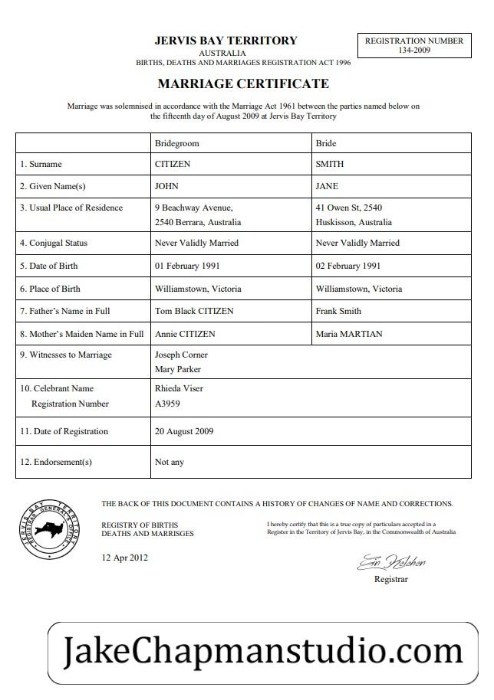 JERVIS BAY TERRITORY
AUSTRALIA
BIRTHS, DEATHS AND MARRIAGES REGISTRATION ACT 1996
REGISTRATION NUMBER
134-2009
MARRIAGE CERTIFICATE
Marriage was solemnised in accordance with the Marriage Act 1961 between the parties named below on
the fifteenth day of August 2009 at Jervis Bay Territory
Bridegroom Bride
1. Surname CITIZEN SMITH
2. Given Name(s) JOHN JANE
3. Usual Place of Residence 9 Beachway Avenue, 41 Owen St, 2540
2540 Berrara, Australia Huskisson, Australia
4. Conjugal Status Never Validly Married Never Validly Married
5. Date of Birth 01 February 1991 02 February 1991
6. Place of Birth Williamstown, Victoria Williamstown, Victoria
7. Father's Name in Full Tom Black CITIZEN Frank Smith
8. Mother's Maiden Name in Full Annie CITIZEN Maria MARTIAN
9. Witnesses to Marriage Joseph Corner
Mary Parker
10. Celebrant Name Rhieda Viser
Registration Number A3959
11. Date of Registration 20 August 2009
12. Endorsement(s) Not any
THE BACK OF THIS DOCUMENT CONTAINS A HISTORY OF CHANGES OF NAME AND CORRECTIONS.
REGISTRY OF BIRTHS
DEATHS AND MARRISGES
I hereby certify that this is a true copy of particulars accepted in a
Register in the Territory of Jervis Bay, in the Commonwealth of Australia
12 Apr 2012
Registrar
JERVIS BAY TERRITORY
JakeChapmanstudio.com